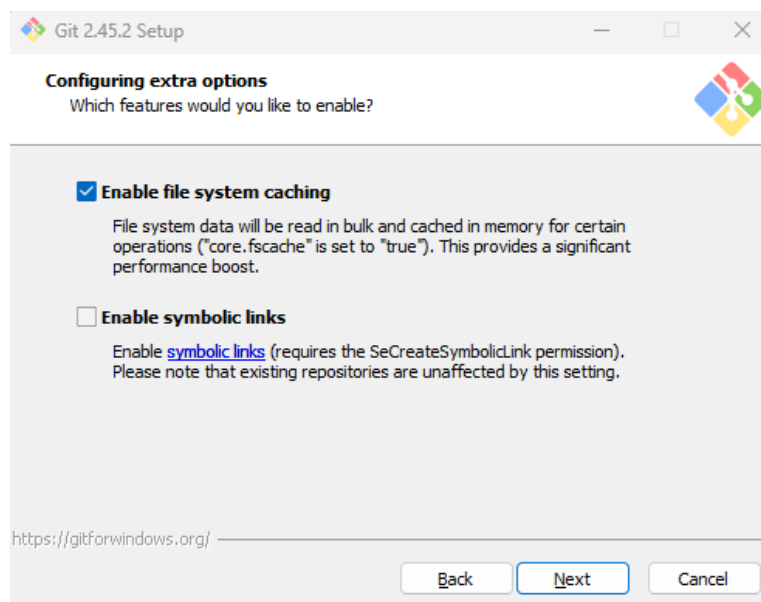 Git 2.45.2 Setup
Configuring extra options
Which features would you like to enable?
Enable file system caching
File system data will be read in bulk and cached in memory for certain
operations ("core.fscache" is set to "true"). This provides a significant
performance boost.
Enable symbolic links
Enable symbolic links (requires the SeCreateSymbolicLink permission).
Please note that existing repositories are unaffected by this setting.
https://gitforwindows.org/
Back Next Cancel